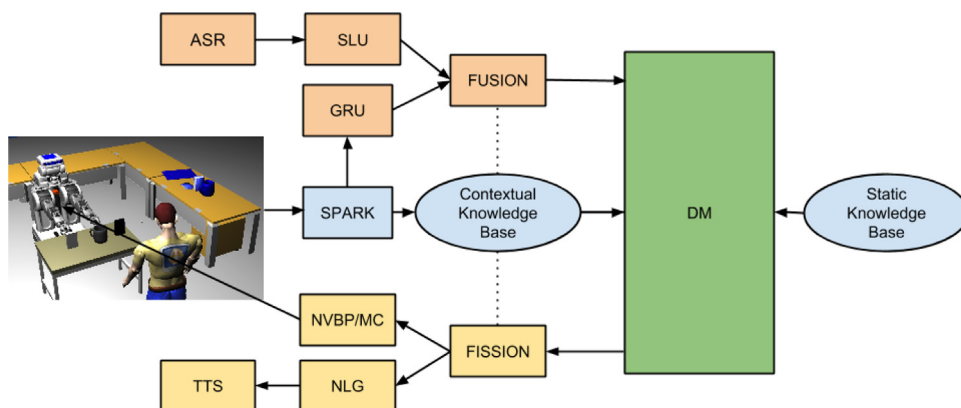 ASR
SLU
FUSION
GRU
SPARK
Contextual
Knowledge
Base
DM
Static
Knowledge
Base
NVBP/MC
FISSION
TTS
NLG